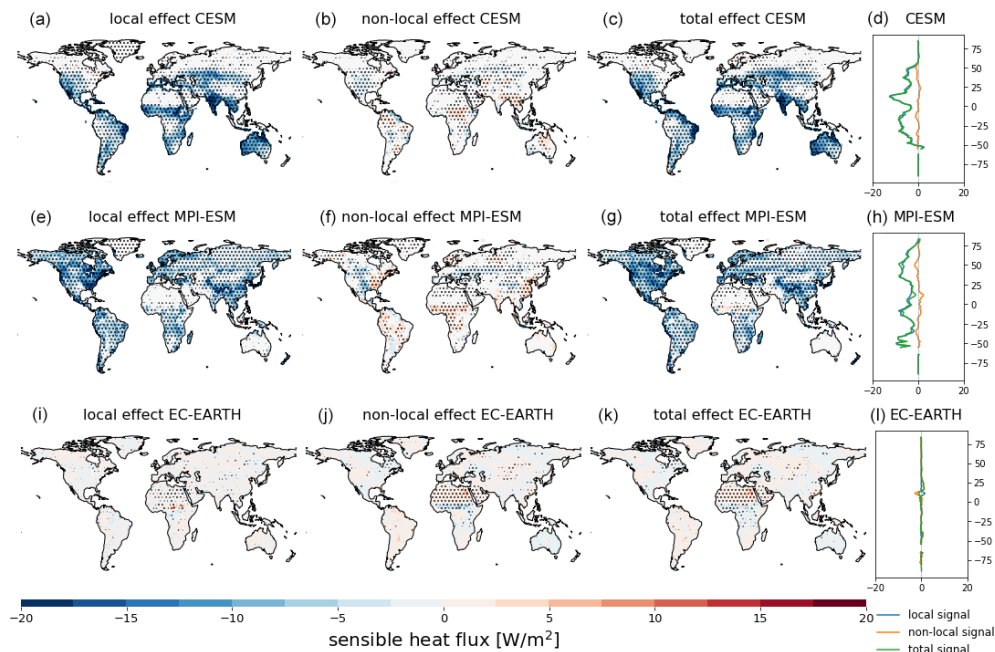 (a) local effect CESM
(b) non-local effect CESM
(c) total effect CESM
(d) CESM
75
50
25
0
−25
−50
−75
−20 0 20
(e) local effect MPI-ESM
(f) non-local effect MPI-ESM
(g) total effect MPI-ESM
(h) MPI-ESM
75
50
25
0
−25
−50
−75
−20 0 20
(i) local effect EC-EARTH
(j) non-local effect EC-EARTH
(k) total effect EC-EARTH
(l) EC-EARTH
75
50
25
0
−25
−50
−75
−20 0 20
−20 −15 −10 −5 0 5 10 15 20
sensible heat flux [W/m²]
local signal
non-local signal
total signal